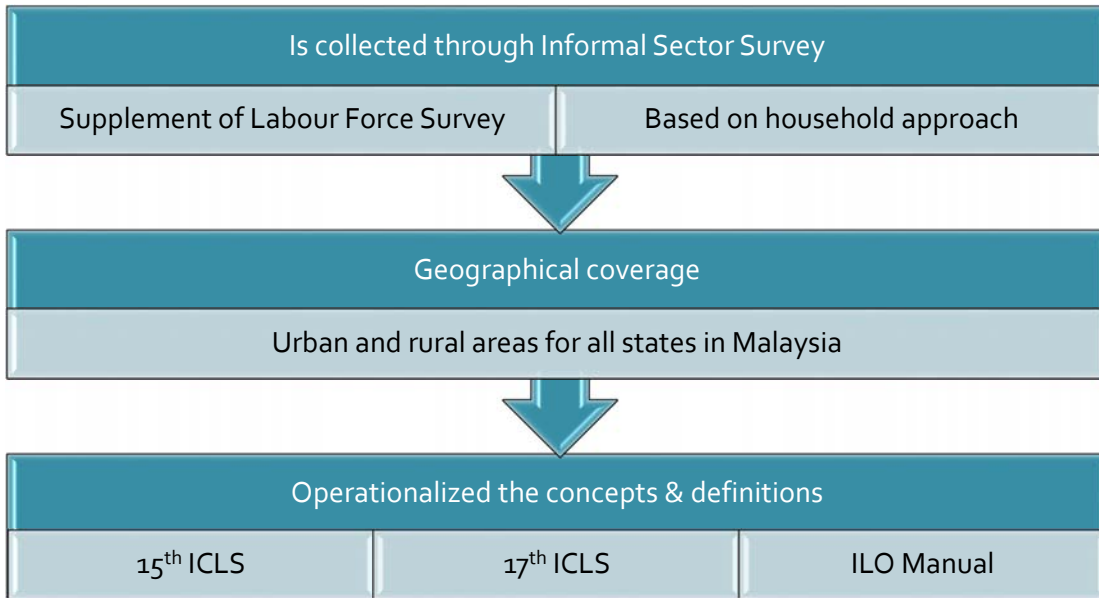 Is collected through Informal Sector Survey
Supplement of Labour Force Survey
Based on household approach
Geographical coverage
Urban and rural areas for all states in Malaysia
Operationalized the concepts & definitions
15th ICLS
17th ICLS
ILO Manual